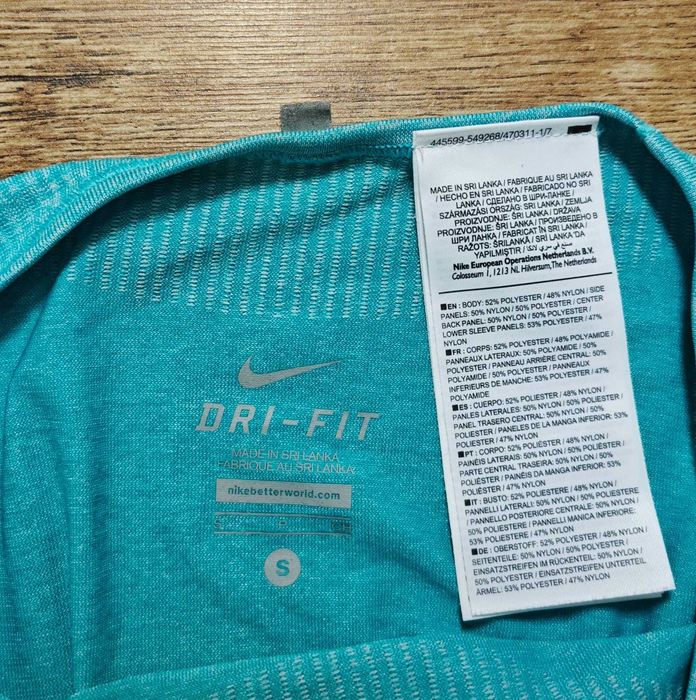 DRI-FIT
MADE IN SRI LANKA
FABRIQUE AU SRI LANKA
nikebetterworld.com
S
445599-549268/470311-1/7
MADE IN SRI LANKA / FABRIQUE AU SRI LANKA
/ HECHO EN SRI LANKA / FABRICADO NO SRI
LANKA / СДЕЛАНО В ШРИ-ЛАНКЕ /
SZÁRMAZÁSI ORSZÁG: SRI LANKA / ZEMLJA
PROIZVODNJE: ŠRI LANKA / DRŽAVA
PROIZVODNJE: ŠRI LANKA / ПРОИЗВЕДЕНО В
ШРИ ЛАНКА / FABRICAT ÎN SRI LANKA /
RAŽOTS: ŠRILANKĀ / SRI LANKA'DA
YAPILMIŞTIR / صنع في سري لانكا
Nike European Operations Netherlands B.V.
Colosseum 1, 1213 NL Hilversum, The Netherlands
EN : BODY: 52% POLYESTER / 48% NYLON / SIDE
PANELS: 50% NYLON / 50% POLYESTER / CENTER
BACK PANEL: 50% NYLON / 50% POLYESTER /
LOWER SLEEVE PANELS: 53% POLYESTER / 47%
NYLON
FR : CORPS: 52% POLYESTER / 48% POLYAMIDE /
PANNEAUX LATERAUX: 50% POLYAMIDE / 50%
POLYESTER / PANNEAU ARRIÈRE CENTRAL: 50%
POLYAMIDE / 50% POLYESTER / PANNEAUX
INFERIEURS DE MANCHE: 53% POLYESTER / 47%
POLYAMIDE
ES : CUERPO: 52% POLIESTER / 48% NYLON /
PANLES LATERALES: 50% NYLON / 50% POLIESTER /
PANEL TRASERO CENTRAL: 50% NYLON / 50%
POLIESTER / PANELES DE LA MANGA INFERIOR: 53%
POLIESTER / 47% NYLON
PT : CORPO: 52% POLIÉSTER / 48% NYLON /
PAINÉIS LATERAIS: 50% NYLON / 50% POLIÉSTER /
PARTE CENTRAL TRASEIRA: 50% NYLON / 50%
POLIÉSTER / PAINÉIS DA MANGA INFERIOR: 53%
POLIÉSTER / 47% NYLON
IT : BUSTO: 52% POLIESTERE / 48% NYLON /
PANNELLI LATERALI: 50% NYLON / 50% POLIESTERE
/ PANNELLO POSTERIORE CENTRALE: 50% NYLON /
50% POLIESTERE / PANNELLI MANICA INFERIORE:
53% POLIESTERE / 47% NYLON
DE : OBERSTOFF: 52% POLYESTER / 48% NYLON /
SEITENTEILE: 50% NYLON / 50% POLYESTER /
EINSATZSTREIFEN IM RÜCKENTEIL: 50% NYLON /
50% POLYESTER / EINSATZSTREIFEN UNTERTEIL
ÄRMEL: 53% POLYESTER / 47% NYLON